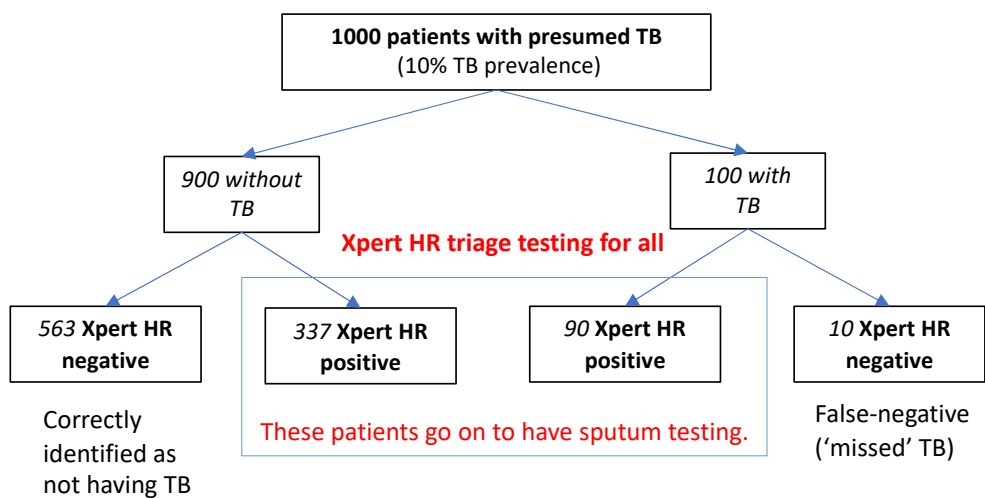 1000 patients with presumed TB
(10% TB prevalence)
900 without
TB
100 with
TB
Xpert HR triage testing for all
563 Xpert HR
negative
337 Xpert HR
positive
90 Xpert HR
positive
10 Xpert HR
negative
Correctly
identified as
not having TB
These patients go on to have sputum testing.
False-negative
(‘missed’ TB)